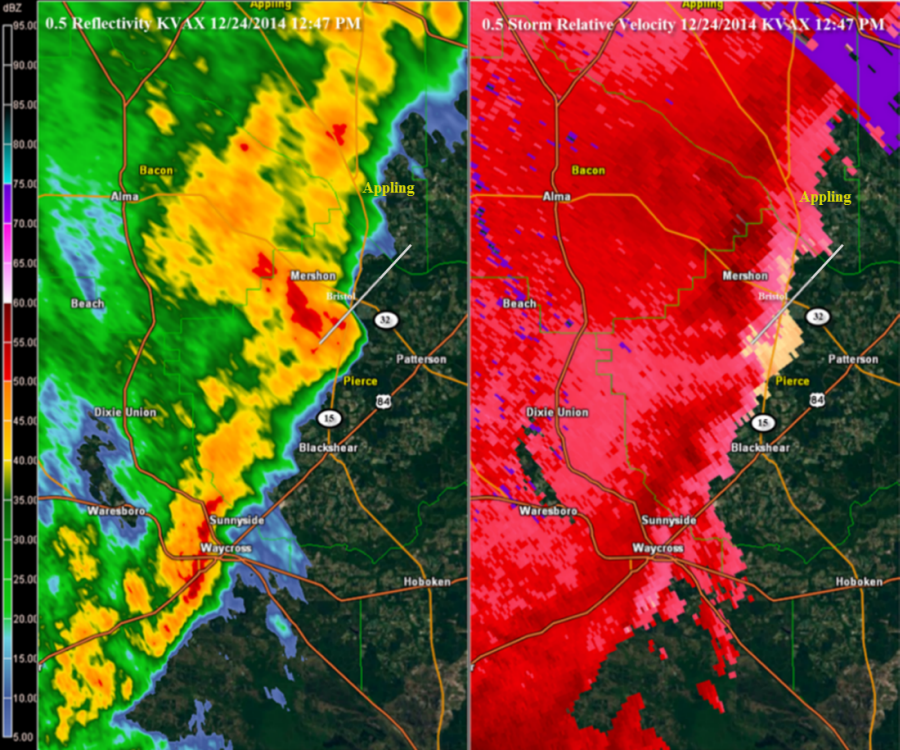 dBZ
0.5 Reflectivity KVAX 12/24/2014 12:47 PM
Appling
95.00
90.00
85.00
80.00
75.00
70.00
65.00
60.00
55.00
50.00
45.00
40.00
35.00
30.00
25.00
20.00
15.00
10.00
5.00
Bacon
Alma
Appling
Mershon
Beach
Bristol
32
Patterson
Pierce
84
Dixie Union
15
Blackshear
Waresboro
Sunnyside
Waycross
Hoboken
0.5 Storm Relative Velocity 12/24/2014 KVAX 12:47 PM
Appling
Bacon
Alma
Appling
Mershon
Beach
Bristol
32
Patterson
Pierce
84
Dixie Union
15
Blackshear
Waresboro
Sunnyside
Waycross
Hoboken